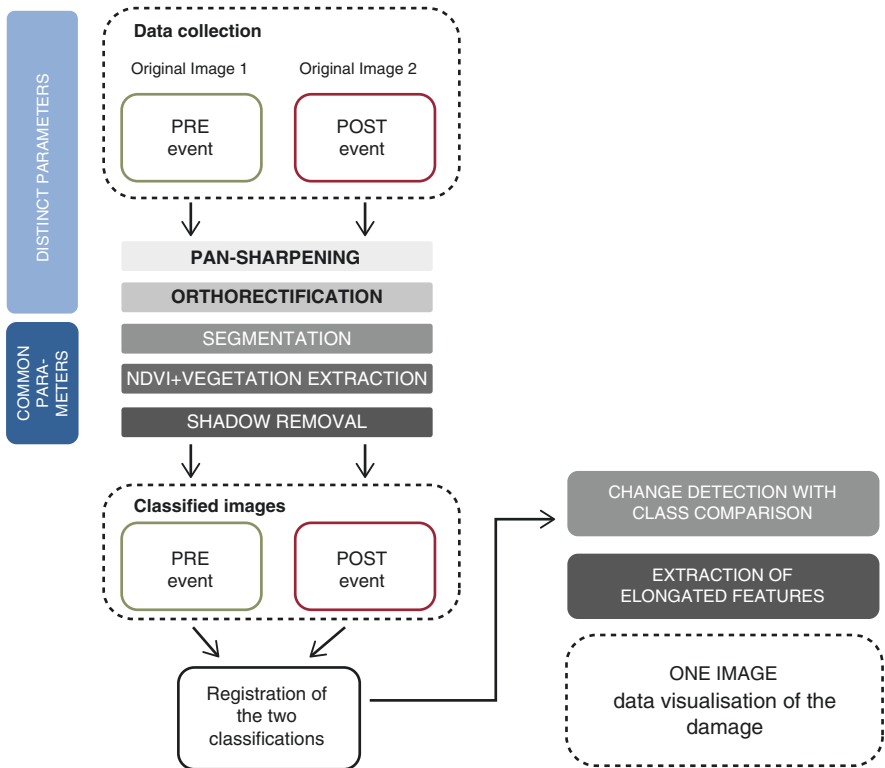 DISTINCT PARAMETERS
Data collection
Original Image 1
Original Image 2
PRE
event
POST
event
PAN-SHARPENING
ORTHORECTIFICATION
COMMON
PARA-
METERS
SEGMENTATION
NDVI+VEGETATION EXTRACTION
SHADOW REMOVAL
Classified images
PRE
event
POST
event
Registration of
the two
classifications
CHANGE DETECTION WITH
CLASS COMPARISON
EXTRACTION OF
ELONGATED FEATURES
ONE IMAGE
data visualisation of the
damage